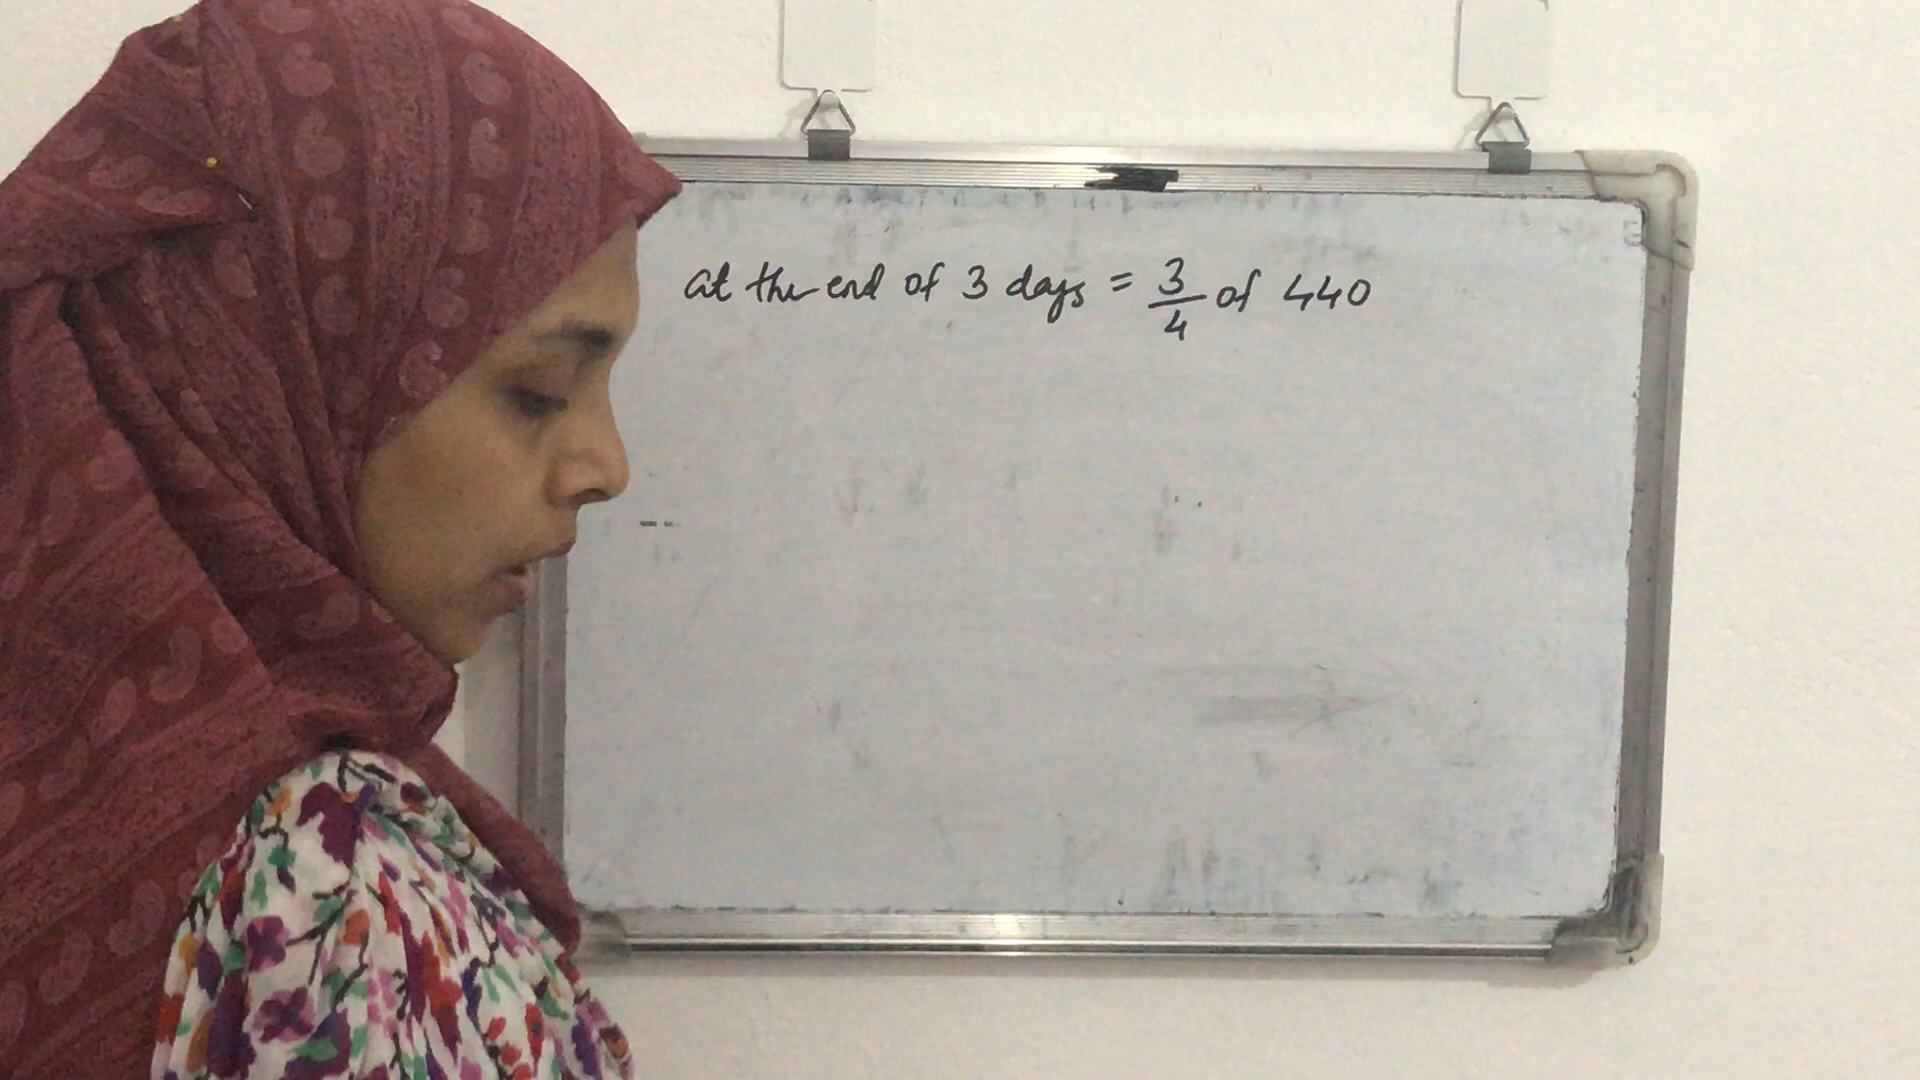 at the end of 3 days = 3/4 of 440